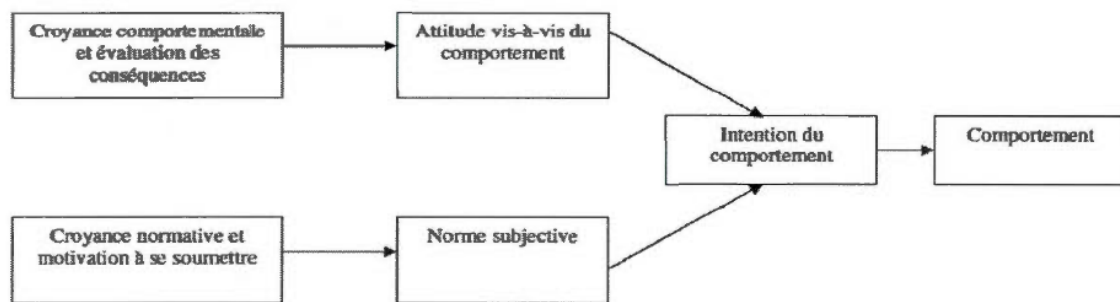 Croyance comportementale
et évaluation des
conséquences
Attitude vis-à-vis du
comportement
Intention du
comportement
Comportement
Croyance normative et
motivation à se soumettre
Norme subjective